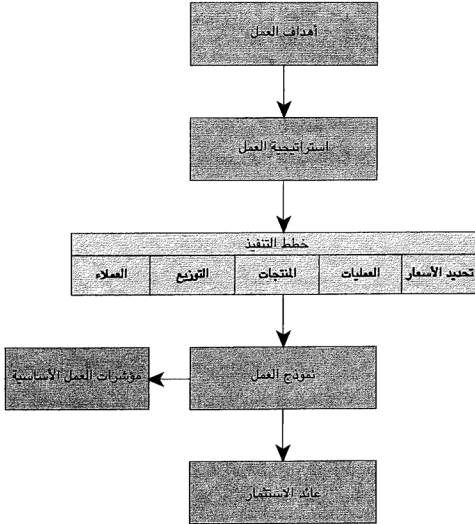 أهداف العمل
استراتيجية العمل
خطط التنفيذ
تحديد الأسعار
العمليات
المنتجات
التوزيع
العملاء
نموذج العمل
مؤشرات العمل الأساسية
عائد الاستثمار